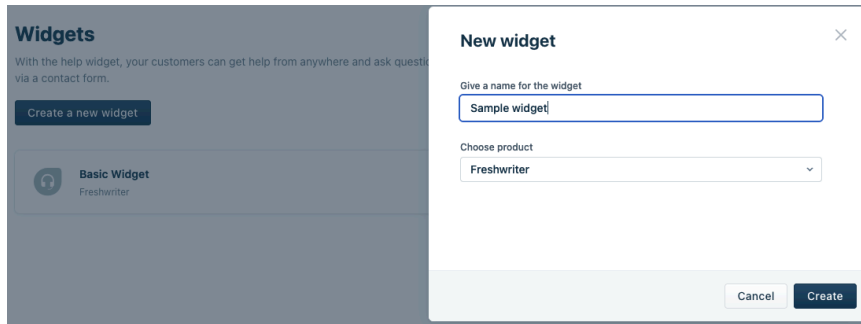 Widgets
With the help widget, your customers can get help from anywhere and ask
via a contact form.
Create a new widget
Basic Widget
Freshwriter
New widget
Give a name for the widget
Sample widget
Choose product
Freshwriter
Cancel
Create